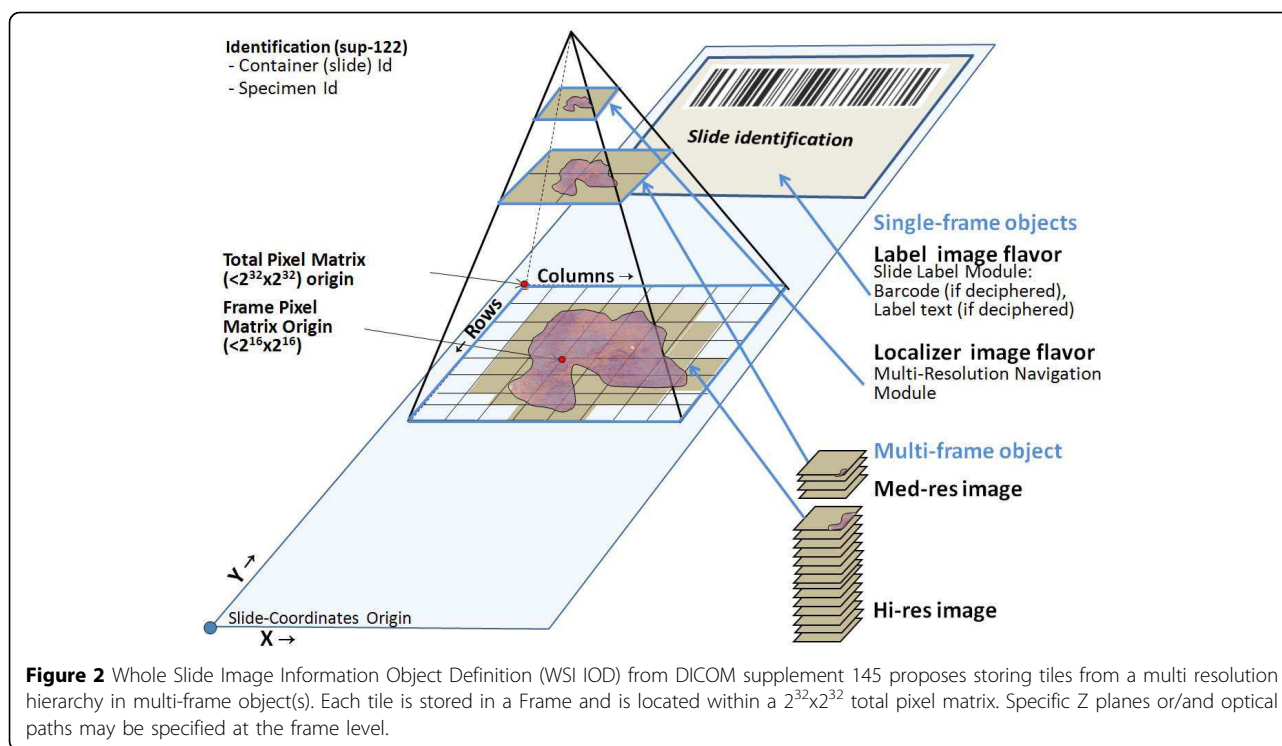 Identification (sup-122)
- Container (slide) Id
- Specimen Id
Slide identification
Single-frame objects
Label image flavor
Slide Label Module:
Barcode (if deciphered),
Label text (if deciphered)
Localizer image flavor
Multi-Resolution Navigation
Module
Multi-frame object
Med-res image
Hi-res image
Total Pixel Matrix
(<2³²x2³²) origin
Frame Pixel
Matrix Origin
(<2¹⁶x2¹⁶)
Columns →
← Rows
Y →
Slide-Coordinates Origin
X →
Figure 2 Whole Slide Image Information Object Definition (WSI IOD) from DICOM supplement 145 proposes storing tiles from a multi resolution
hierarchy in multi-frame object(s). Each tile is stored in a Frame and is located within a 2³²x2³² total pixel matrix. Specific Z planes or/and optical
paths may be specified at the frame level.